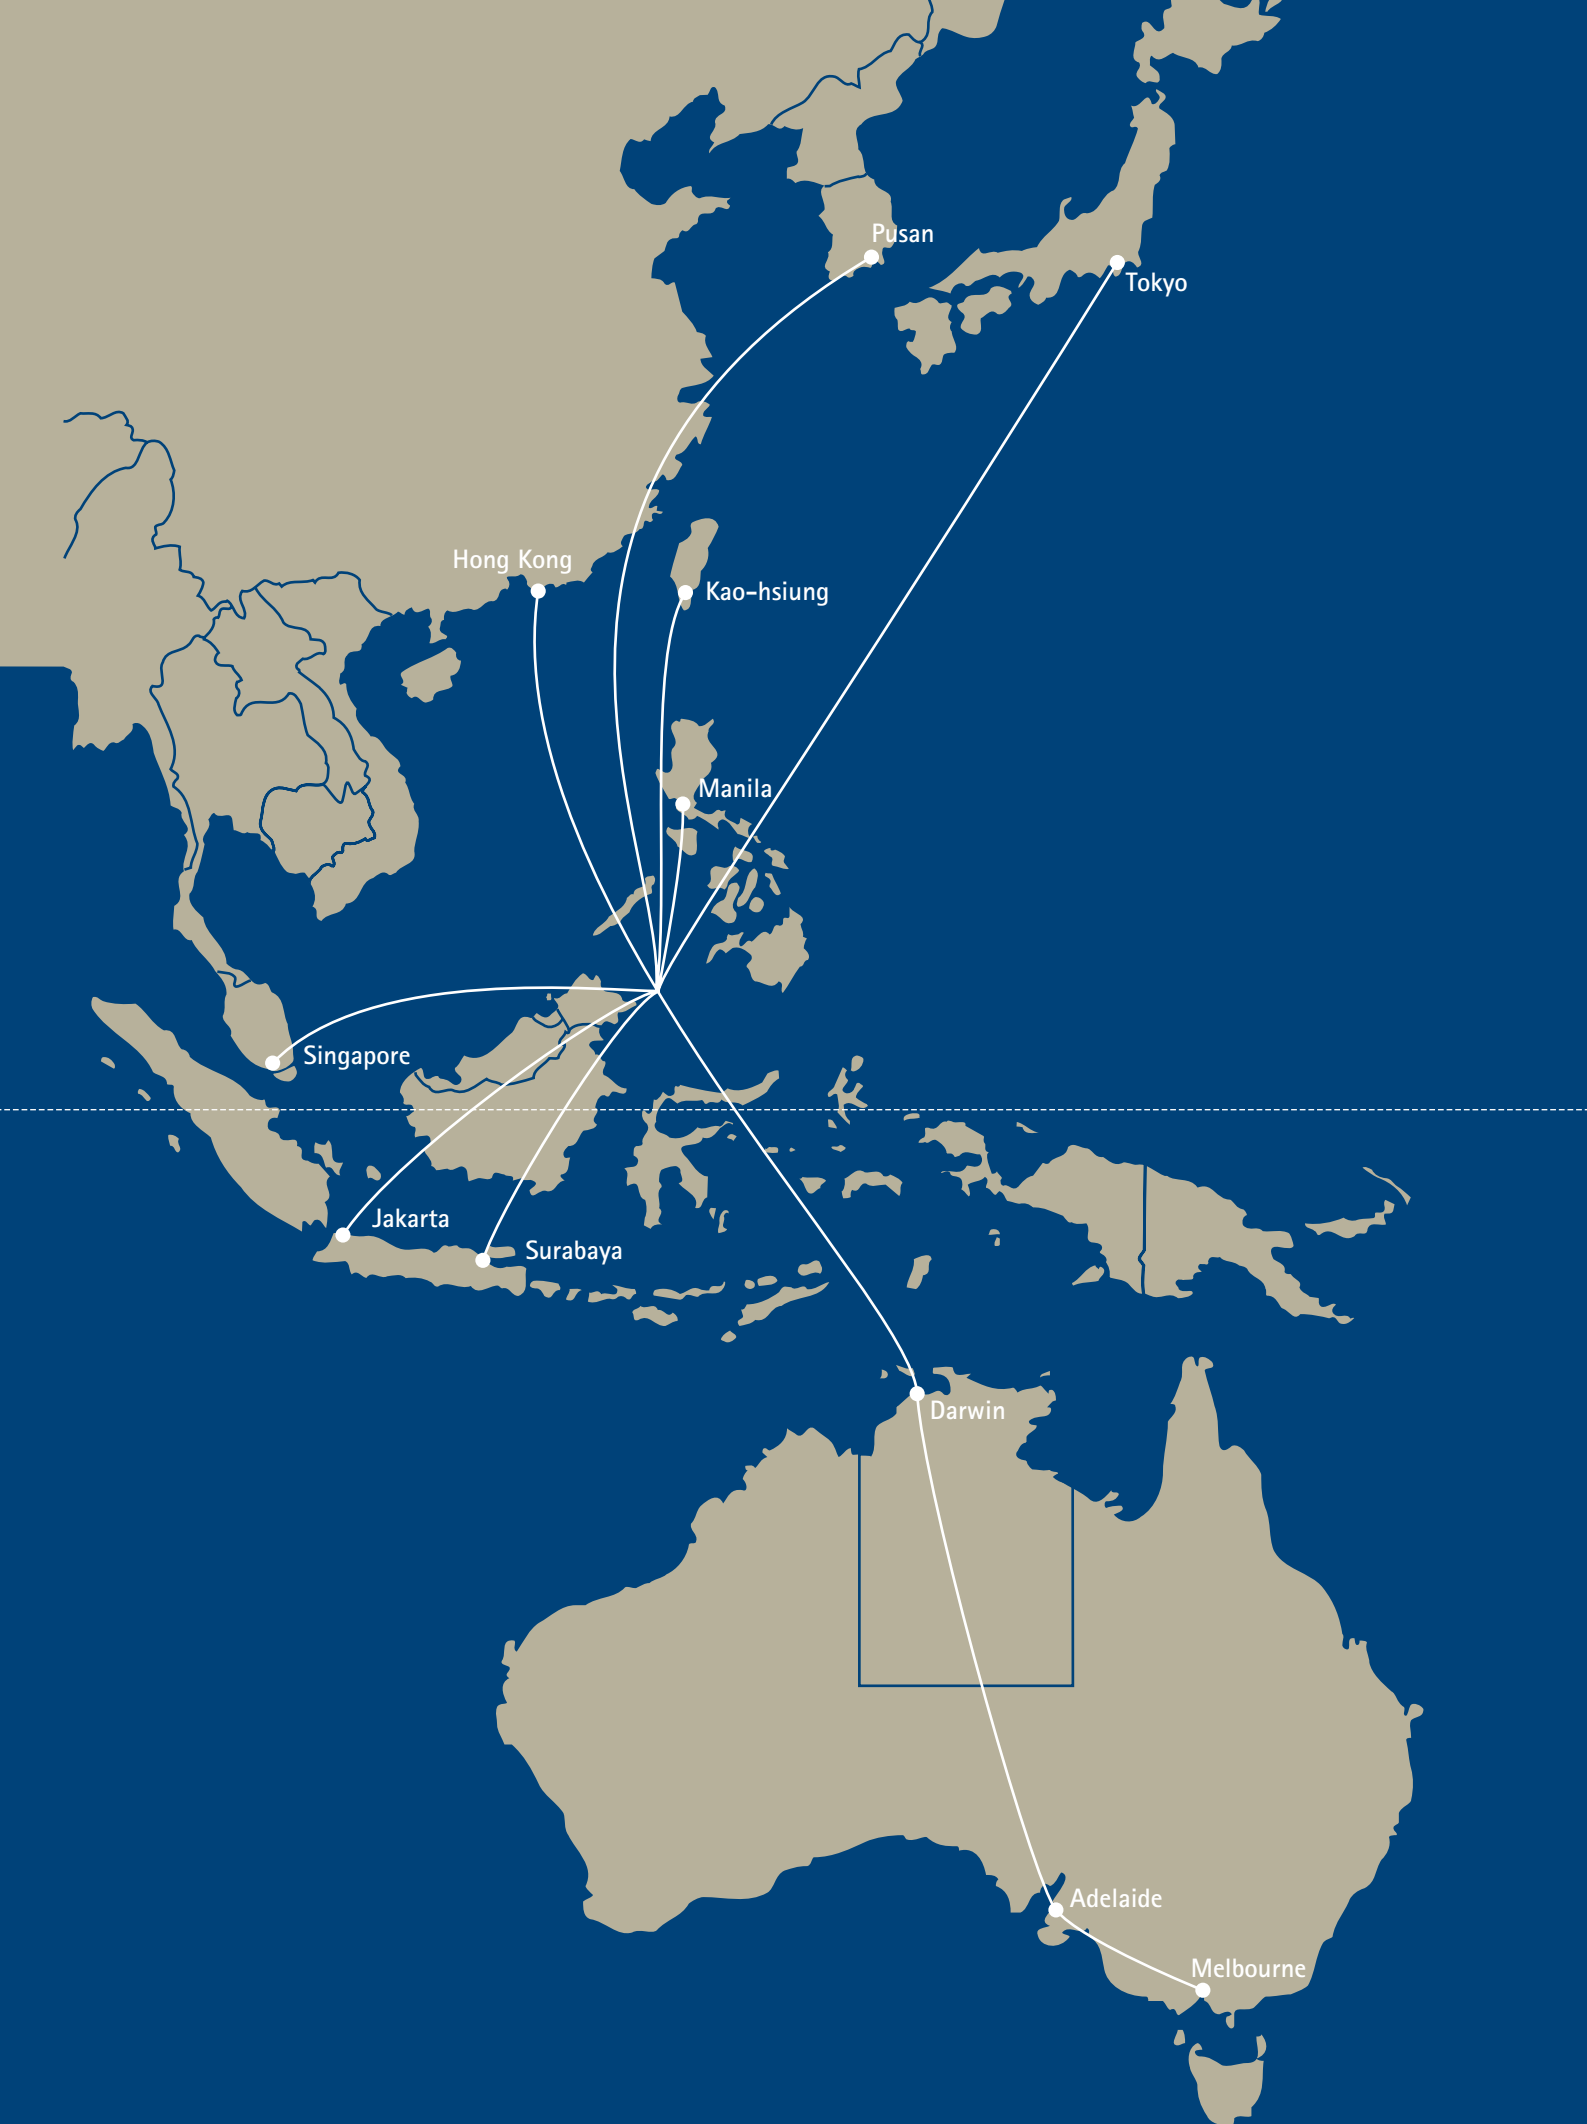 Pusan
Tokyo
Hong Kong
Kao-hsiung
Manila
Singapore
Jakarta
Surabaya
Darwin
Adelaide
Melbourne